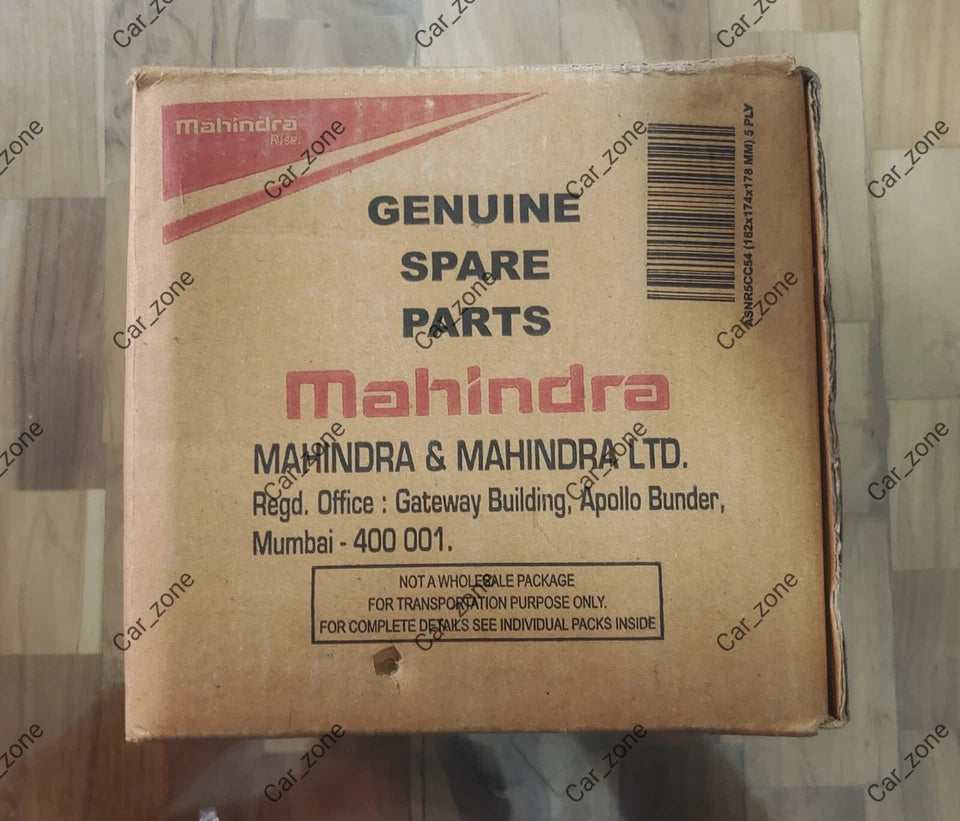 Mahindra
Rise.
GENUINE
SPARE
PARTS
ASNR5CC54 (182x174x178 MM) 5 PLY
Mahindra
MAHINDRA & MAHINDRA LTD.
Regd. Office : Gateway Building, Apollo Bunder,
Mumbai - 400 001.
NOT A WHOLESALE PACKAGE
FOR TRANSPORTATION PURPOSE ONLY.
FOR COMPLETE DETAILS SEE INDIVIDUAL PACKS INSIDE
Car_zone